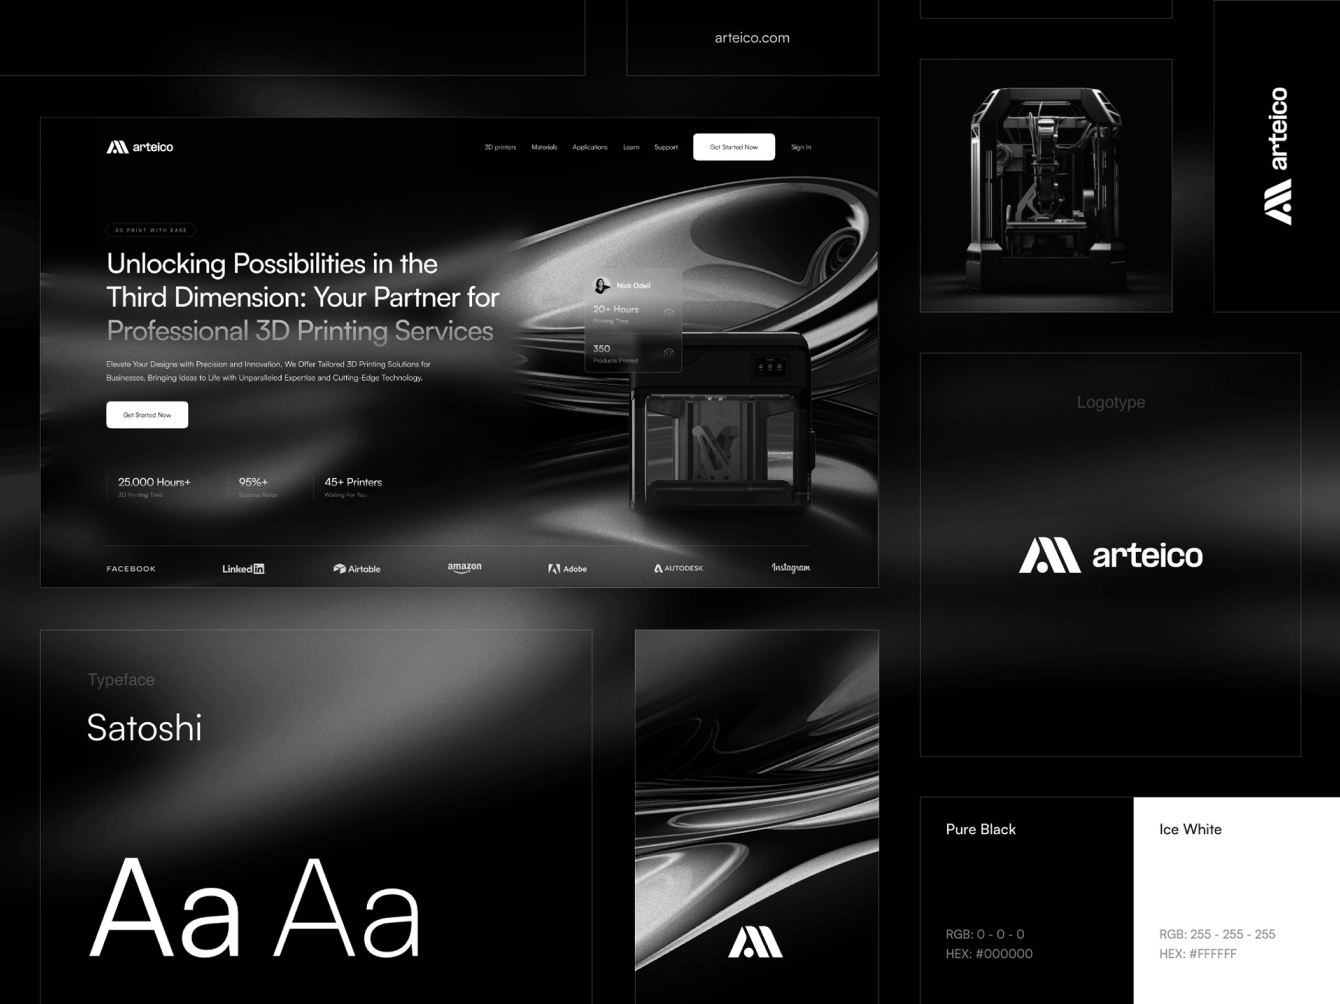 arteico.com
arteico
3D printers
Materials
Applications
Learn
Support
Get Started Now
Sign In
3D PRINT WITH EASE
Unlocking Possibilities in the
Third Dimension: Your Partner for
Professional 3D Printing Services
Elevate Your Designs with Precision and Innovation. We Offer Tailored 3D Printing Solutions for
Businesses, Bringing Ideas to Life with Unparalleled Expertise and Cutting-Edge Technology.
Get Started Now
25.000 Hours+
3D Printing Time
95%+
Success Rates
45+ Printers
Waiting For You
Nick Odell
20+ Hours
Printing Time
350
Products Printed
FACEBOOK
Linkedin
Airtable
amazon
Adobe
AUTODESK
Instagram
arteico
Logotype
arteico
Typeface
Satoshi
Aa Aa
Pure Black
RGB: 0 - 0 - 0
HEX: #000000
Ice White
RGB: 255 - 255 - 255
HEX: #FFFFFF